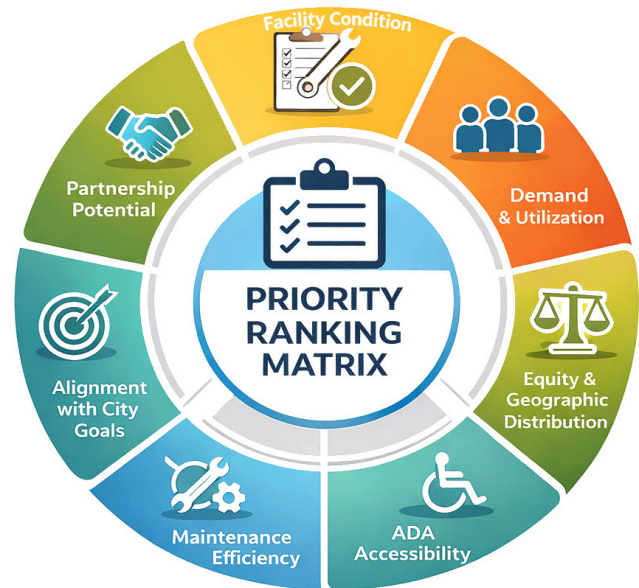 Facility Condition
Demand
& Utilization
Equity &
Geographic
Distribution
ADA
Accessibility
Maintenance
Efficiency
Alignment
with City
Goals
Partnership
Potential
PRIORITY
RANKING
MATRIX